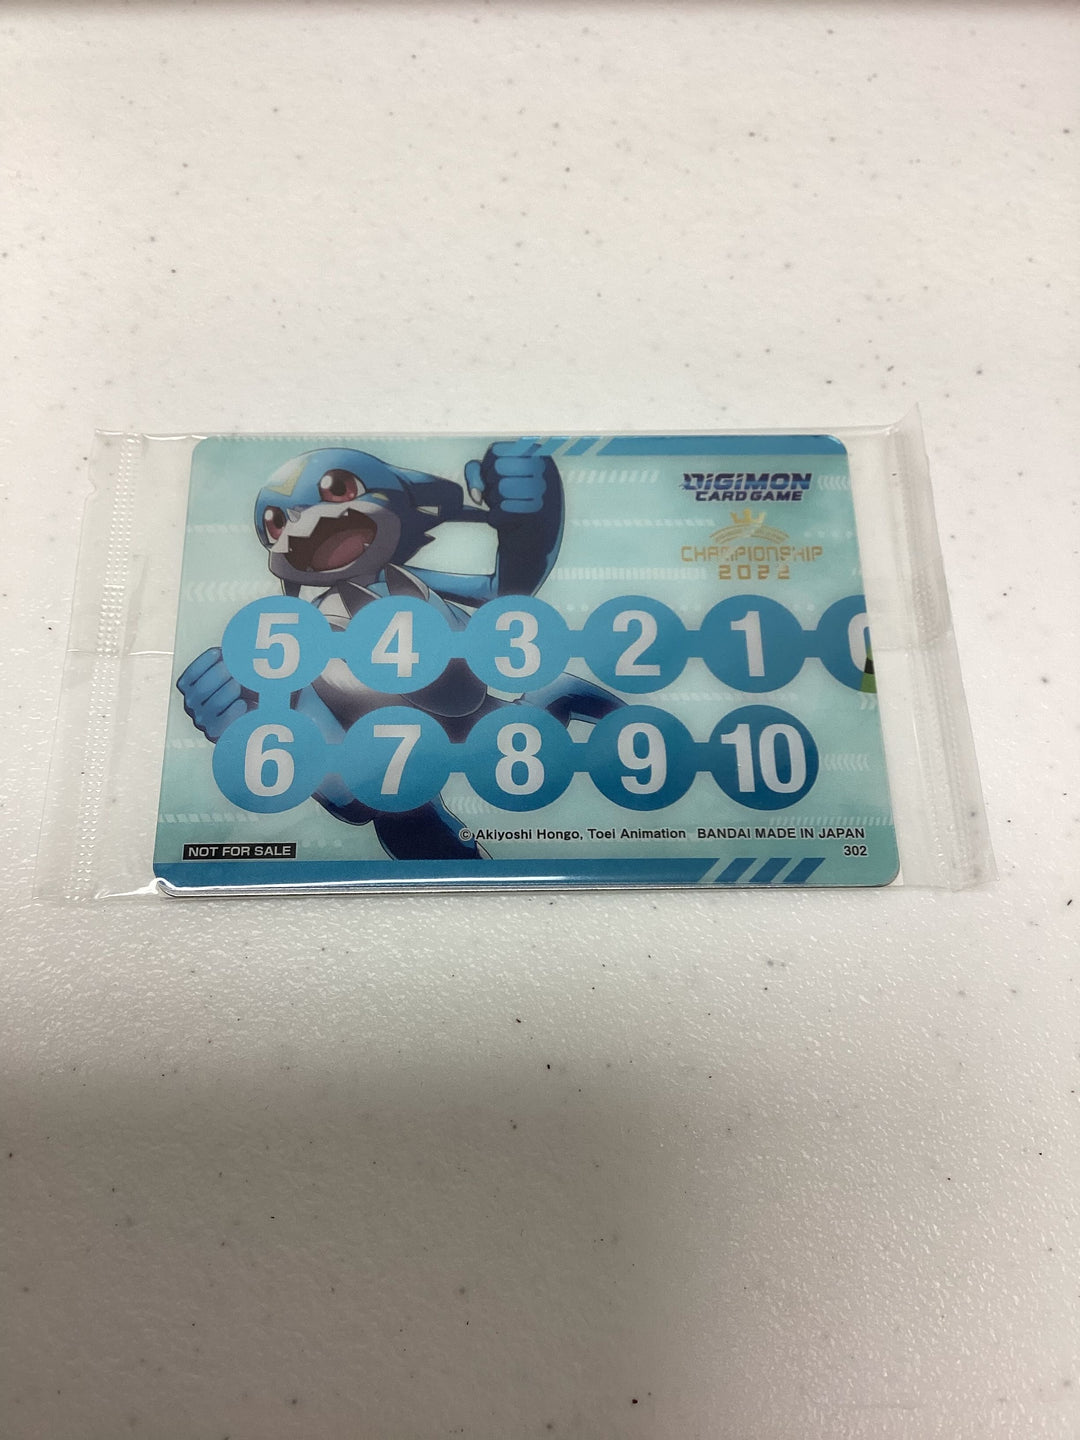 DIGIMON
CARD GAME
CHAMPIONSHIP
2022
5 4 3 2 1 0
6 7 8 9 10
© Akiyoshi Hongo, Toei Animation BANDAI MADE IN JAPAN
NOT FOR SALE
302